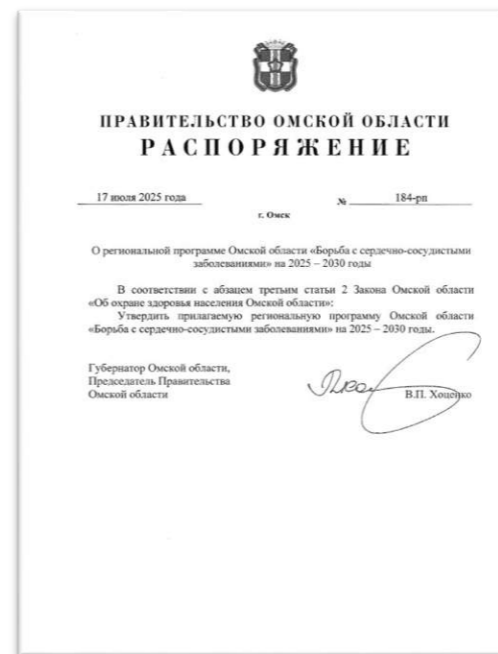 ПРАВИТЕЛЬСТВО ОМСКОЙ ОБЛАСТИ
РАСПОРЯЖЕНИЕ
17 июля 2025 года № 184-рп
г. Омск
О региональной программе Омской области «Борьба с сердечно-сосудистыми
заболеваниями» на 2025 – 2030 годы
В соответствии с абзацем третьим статьи 2 Закона Омской области
«Об охране здоровья населения Омской области»:
Утвердить прилагаемую региональную программу Омской области
«Борьба с сердечно-сосудистыми заболеваниями» на 2025 – 2030 годы.
Губернатор Омской области,
Председатель Правительства
Омской области В.П. Хоценко